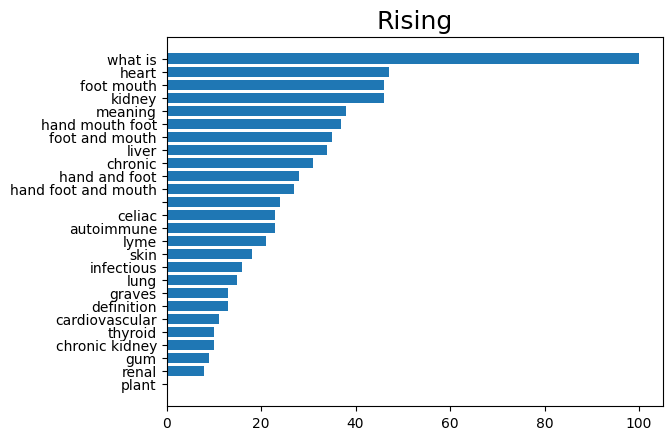 Rising
what is
heart
foot mouth
kidney
meaning
hand mouth foot
foot and mouth
liver
chronic
hand and foot
hand foot and mouth
celiac
autoimmune
lyme
skin
infectious
lung
graves
definition
cardiovascular
thyroid
chronic kidney
gum
renal
plant
0 20 40 60 80 100